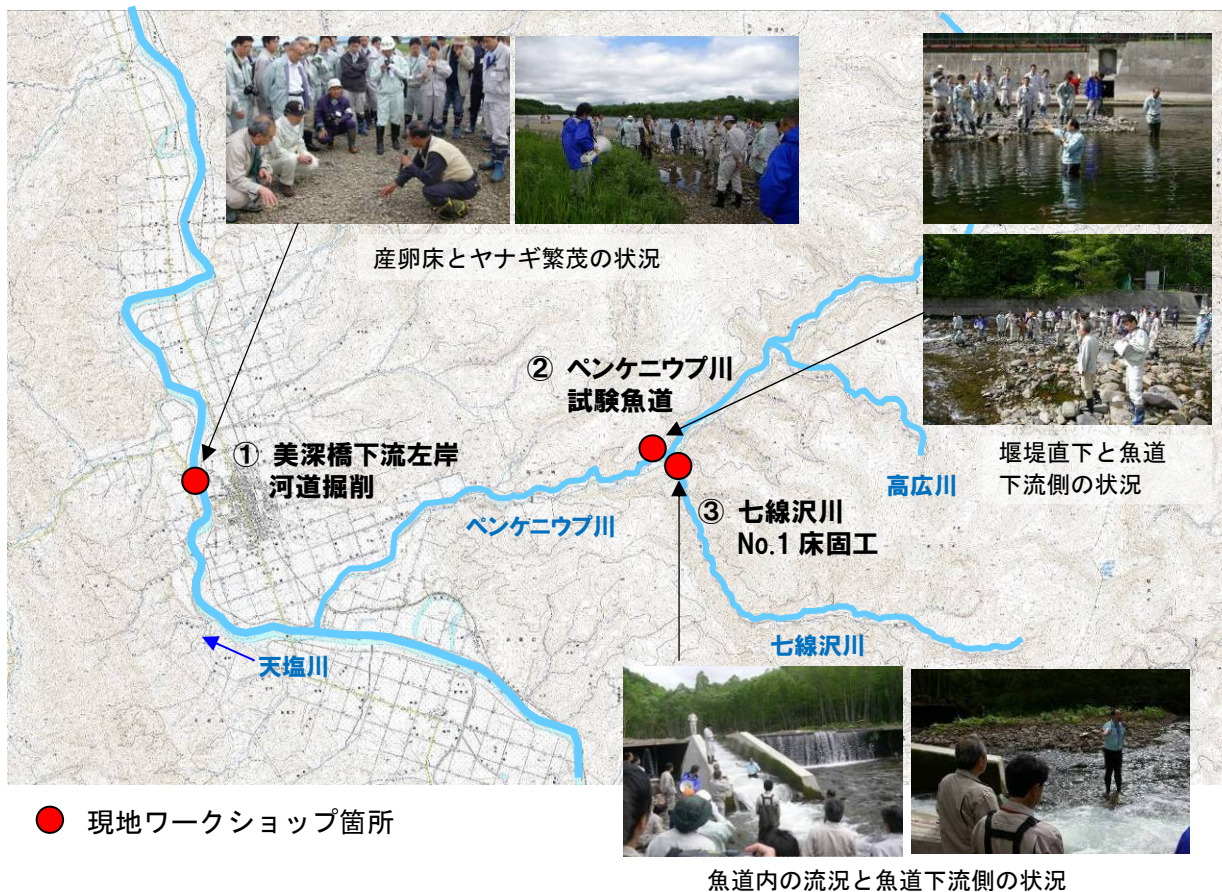 産卵床とヤナギ繁茂の状況
② ペンケニウプ川
試験魚道
① 美深橋下流左岸
河道掘削
堰堤直下と魚道
下流側の状況
高広川
ペンケニウプ川
③ 七線沢川
No.1 床固工
七線沢川
天塩川
現地ワークショップ箇所
魚道内の流況と魚道下流側の状況